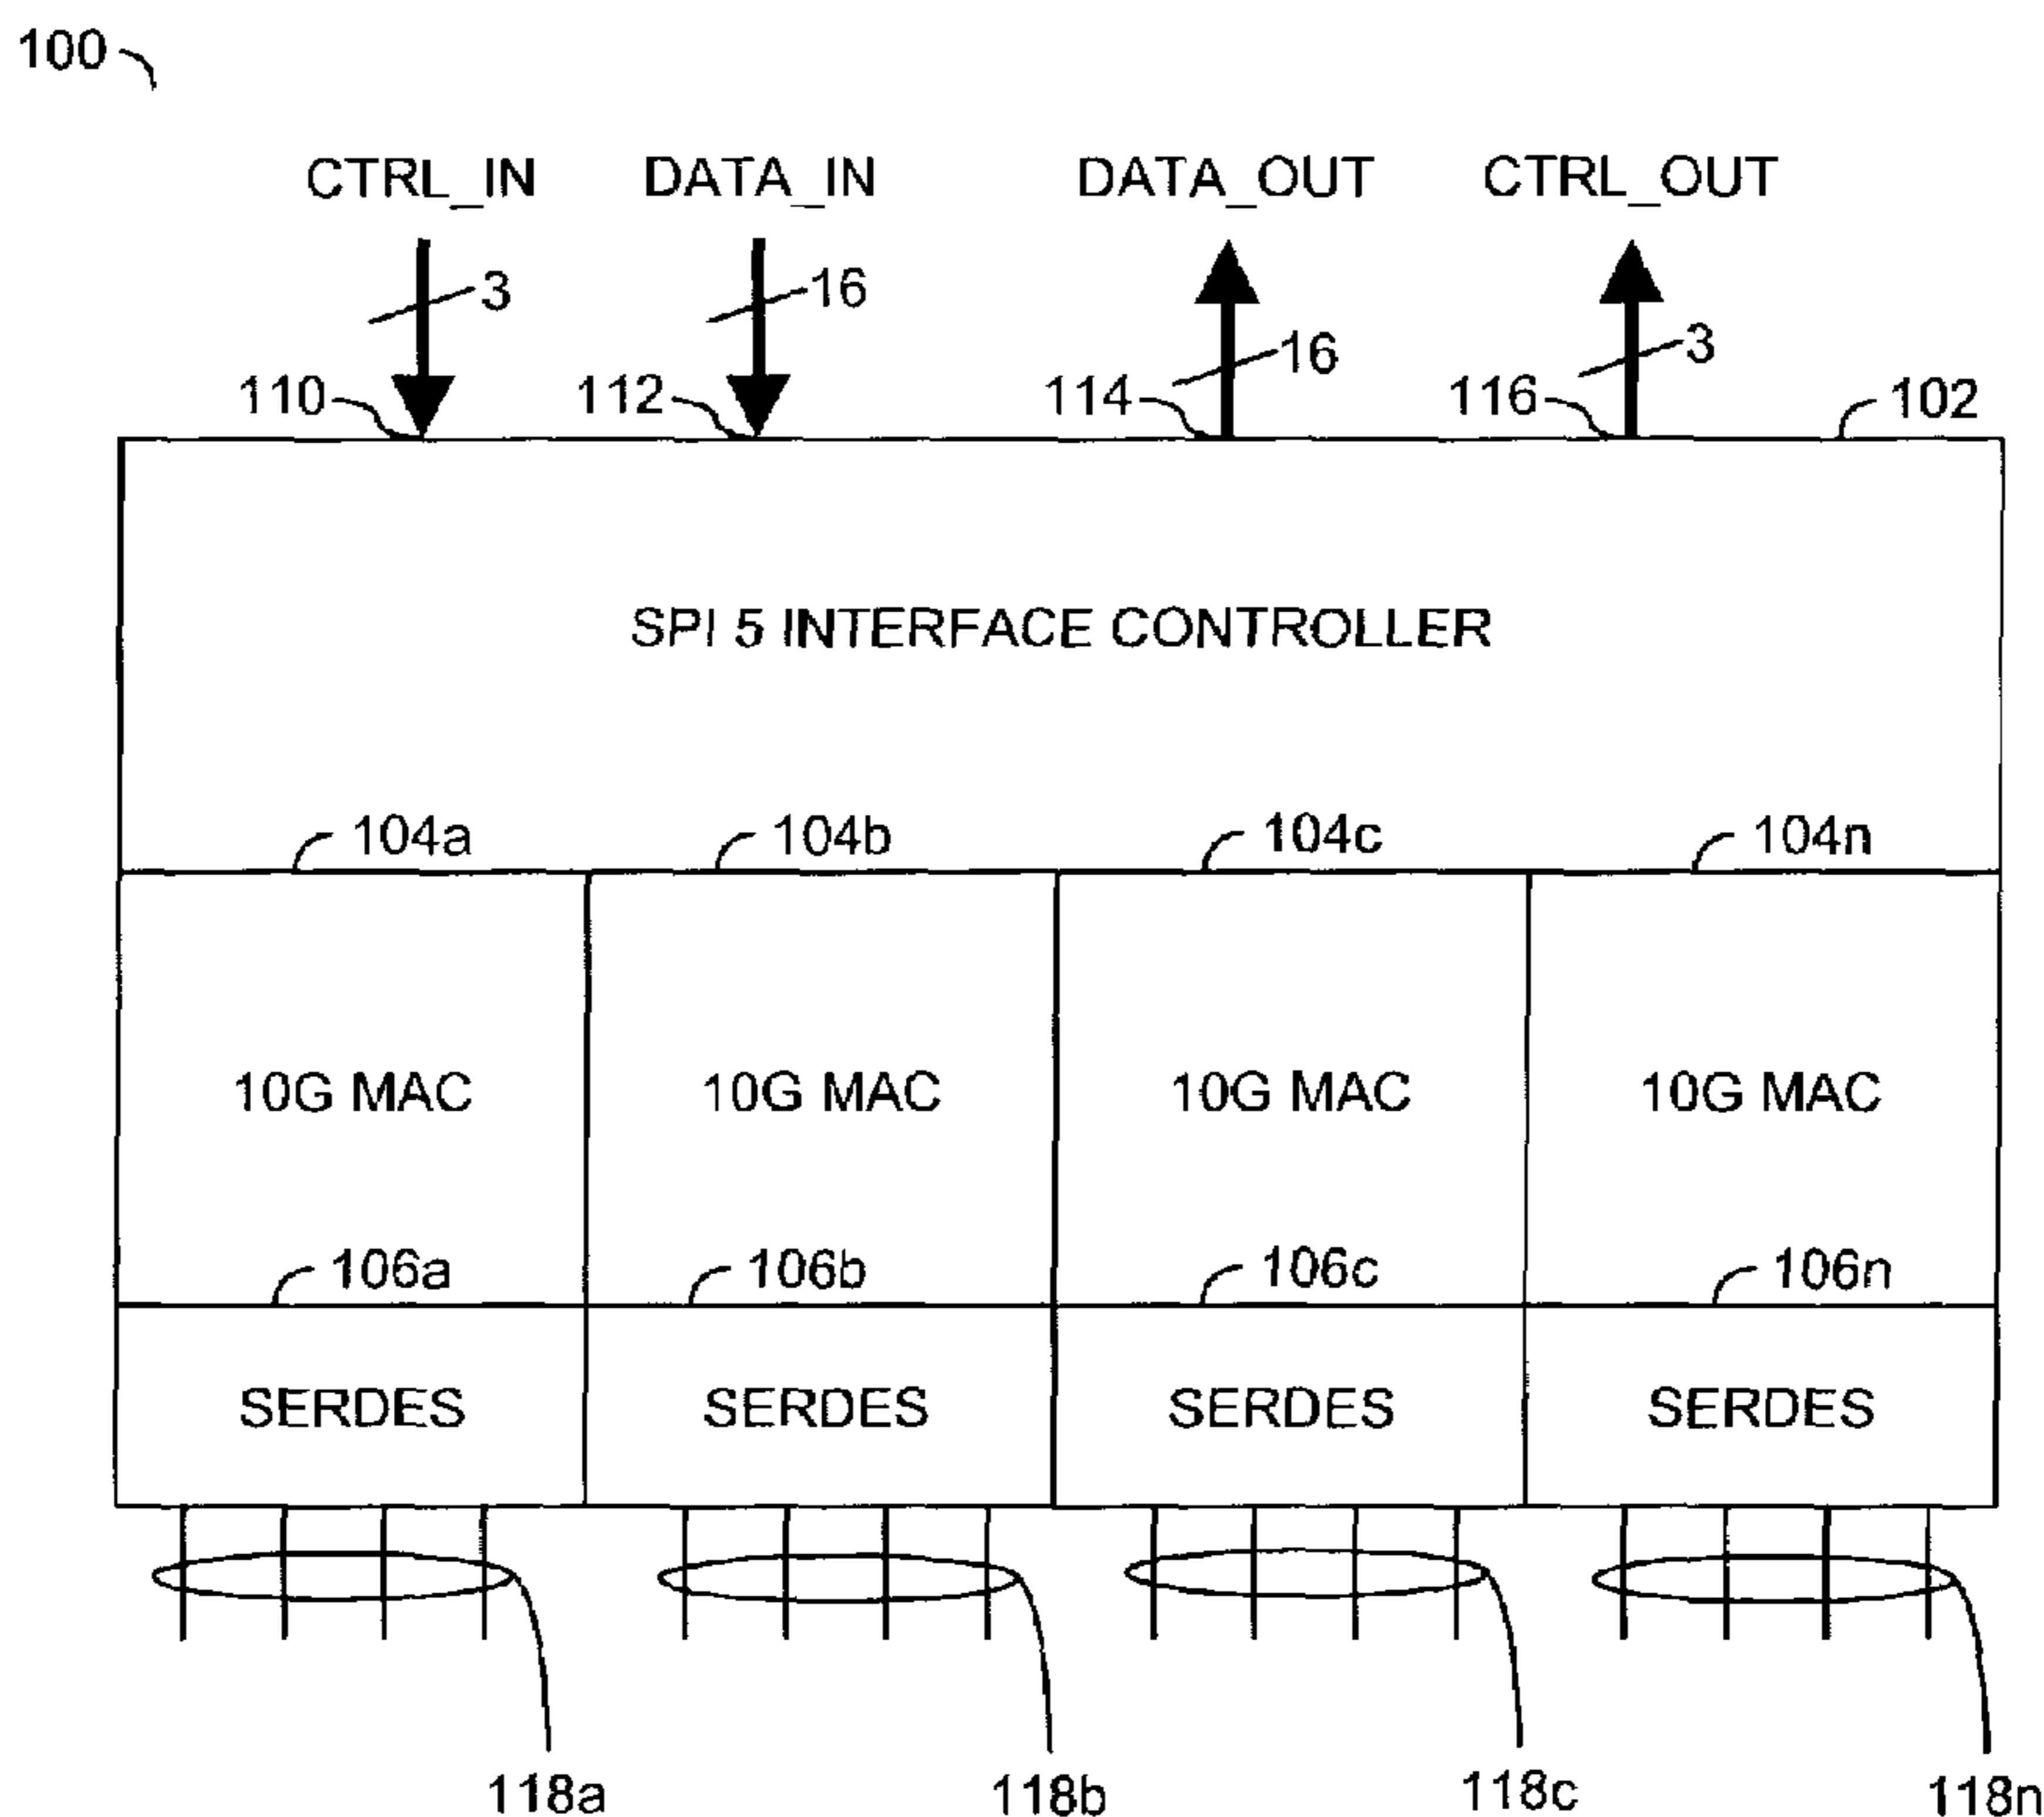 100
CTRL_IN DATA_IN DATA_OUT CTRL_OUT
3 16 16 3
110 112 114 116 102
SPI 5 INTERFACE CONTROLLER
104a 104b 104c 104n
10G MAC 10G MAC 10G MAC 10G MAC
106a 106b 106c 106n
SERDES SERDES SERDES SERDES
118a 118b 118c 118n